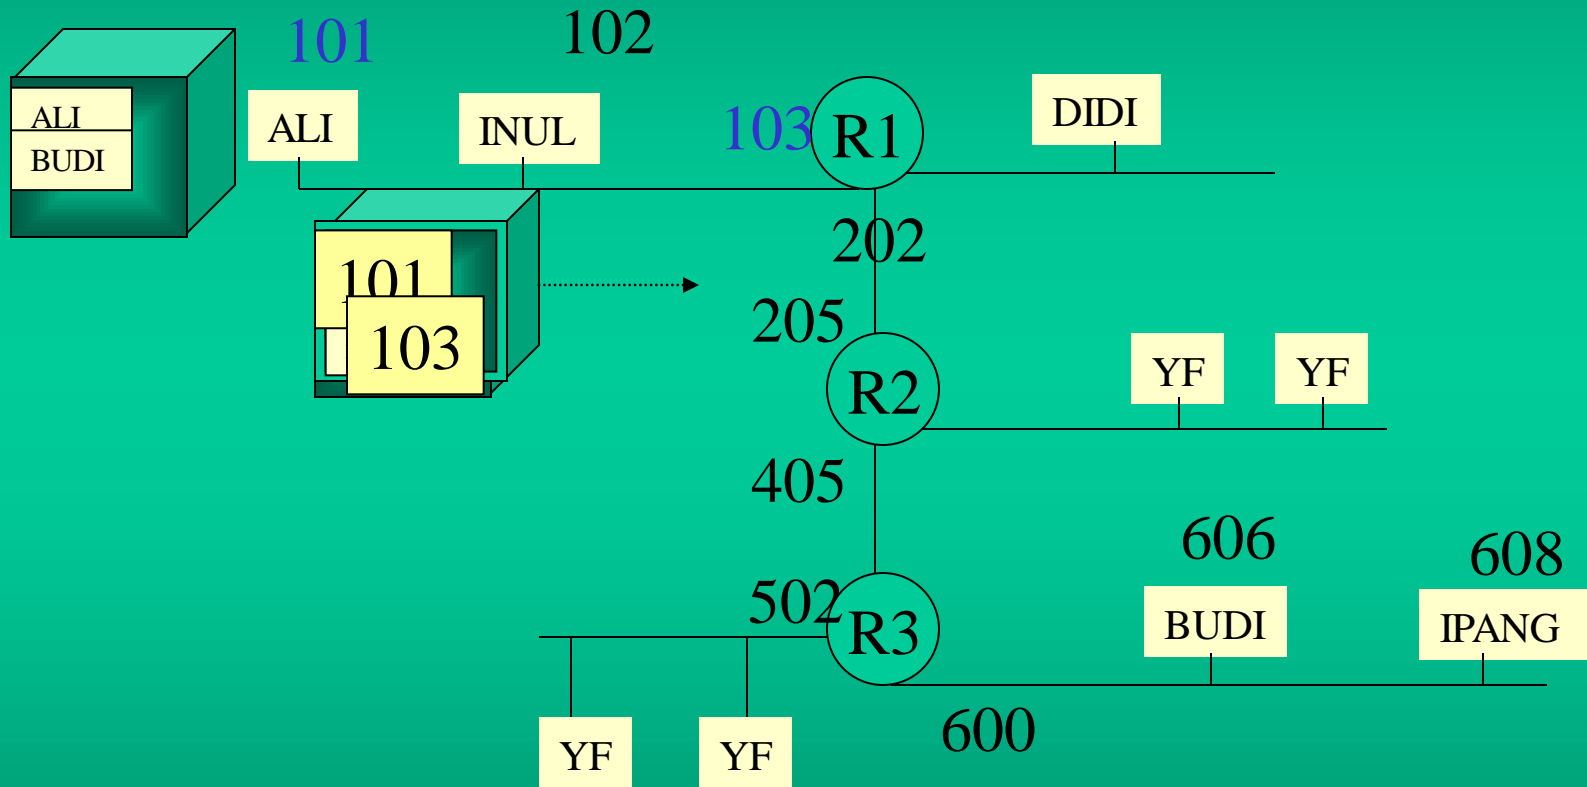 101
102
ALI
BUDI
ALI
INUL
103
R1
DIDI
202
101
103
205
R2
YF
YF
405
606
608
502
R3
BUDI
IPANG
600
YF
YF